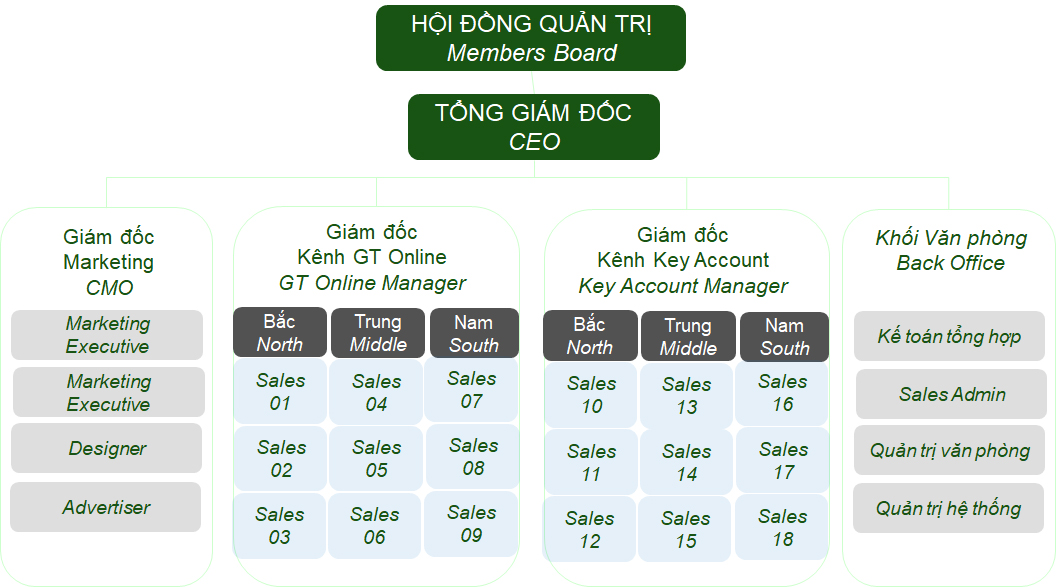 HỘI ĐỒNG QUẢN TRỊ
Members Board
TỔNG GIÁM ĐỐC
CEO
Giám đốc
Marketing
CMO
Marketing
Executive
Marketing
Executive
Designer
Advertiser
Giám đốc
Kênh GT Online
GT Online Manager
Bắc
North
Trung
Middle
Nam
South
Sales
01
Sales
04
Sales
07
Sales
02
Sales
05
Sales
08
Sales
03
Sales
06
Sales
09
Giám đốc
Kênh Key Account
Key Account Manager
Bắc
North
Trung
Middle
Nam
South
Sales
10
Sales
13
Sales
16
Sales
11
Sales
14
Sales
17
Sales
12
Sales
15
Sales
18
Khối Văn phòng
Back Office
Kế toán tổng hợp
Sales Admin
Quản trị văn phòng
Quản trị hệ thống